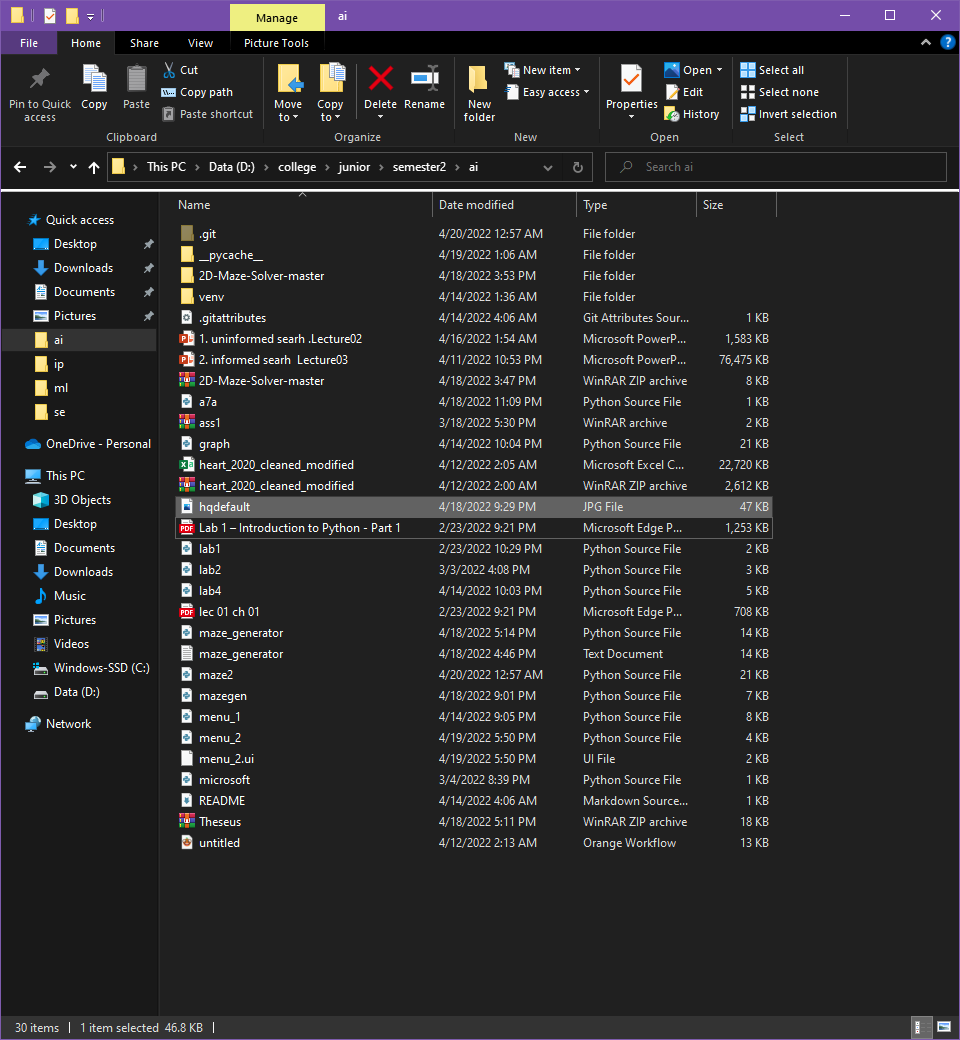 Manage ai
File Home Share View Picture Tools
Pin to Quick access
Copy
Paste
Cut
Copy path
Paste shortcut
Clipboard
Move to
Copy to
Delete
Rename
Organize
New folder
New item
Easy access
New
Properties
Open
Edit
History
Open
Select all
Select none
Invert selection
Select
This PC > Data (D:) > college > junior > semester2 > ai
Search ai
Quick access
Desktop
Downloads
Documents
Pictures
ai
ip
ml
se
OneDrive - Personal
This PC
3D Objects
Desktop
Documents
Downloads
Music
Pictures
Videos
Windows-SSD (C:)
Data (D:)
Network
Name Date modified Type Size
.git 4/20/2022 12:57 AM File folder
__pycache__ 4/19/2022 1:06 AM File folder
2D-Maze-Solver-master 4/18/2022 3:53 PM File folder
venv 4/14/2022 1:36 AM File folder
.gitattributes 4/14/2022 4:06 AM Git Attributes Sour... 1 KB
1. uninformed searh .Lecture02 4/16/2022 1:54 AM Microsoft PowerP... 1,583 KB
2. informed searh Lecture03 4/11/2022 10:53 PM Microsoft PowerP... 76,475 KB
2D-Maze-Solver-master 4/18/2022 3:47 PM WinRAR ZIP archive 8 KB
a7a 4/18/2022 11:09 PM Python Source File 1 KB
ass1 3/18/2022 5:30 PM WinRAR archive 2 KB
graph 4/14/2022 10:04 PM Python Source File 21 KB
heart_2020_cleaned_modified 4/12/2022 2:05 AM Microsoft Excel C... 22,720 KB
heart_2020_cleaned_modified 4/12/2022 2:00 AM WinRAR ZIP archive 2,612 KB
hqdefault 4/18/2022 9:29 PM JPG File 47 KB
Lab 1 – Introduction to Python - Part 1 2/23/2022 9:21 PM Microsoft Edge P... 1,253 KB
lab1 2/23/2022 10:29 PM Python Source File 2 KB
lab2 3/3/2022 4:08 PM Python Source File 3 KB
lab4 4/14/2022 10:03 PM Python Source File 5 KB
lec 01 ch 01 2/23/2022 9:21 PM Microsoft Edge P... 708 KB
maze_generator 4/18/2022 5:14 PM Python Source File 14 KB
maze_generator 4/18/2022 4:46 PM Text Document 14 KB
maze2 4/20/2022 12:57 AM Python Source File 21 KB
mazegen 4/18/2022 9:01 PM Python Source File 7 KB
menu_1 4/14/2022 9:05 PM Python Source File 8 KB
menu_2 4/19/2022 5:50 PM Python Source File 4 KB
menu_2.ui 4/19/2022 5:50 PM UI File 2 KB
microsoft 3/4/2022 8:39 PM Python Source File 1 KB
README 4/14/2022 4:06 AM Markdown Source... 1 KB
Theseus 4/18/2022 5:11 PM WinRAR ZIP archive 18 KB
untitled 4/12/2022 2:13 AM Orange Workflow 13 KB
30 items | 1 item selected 46.8 KB |